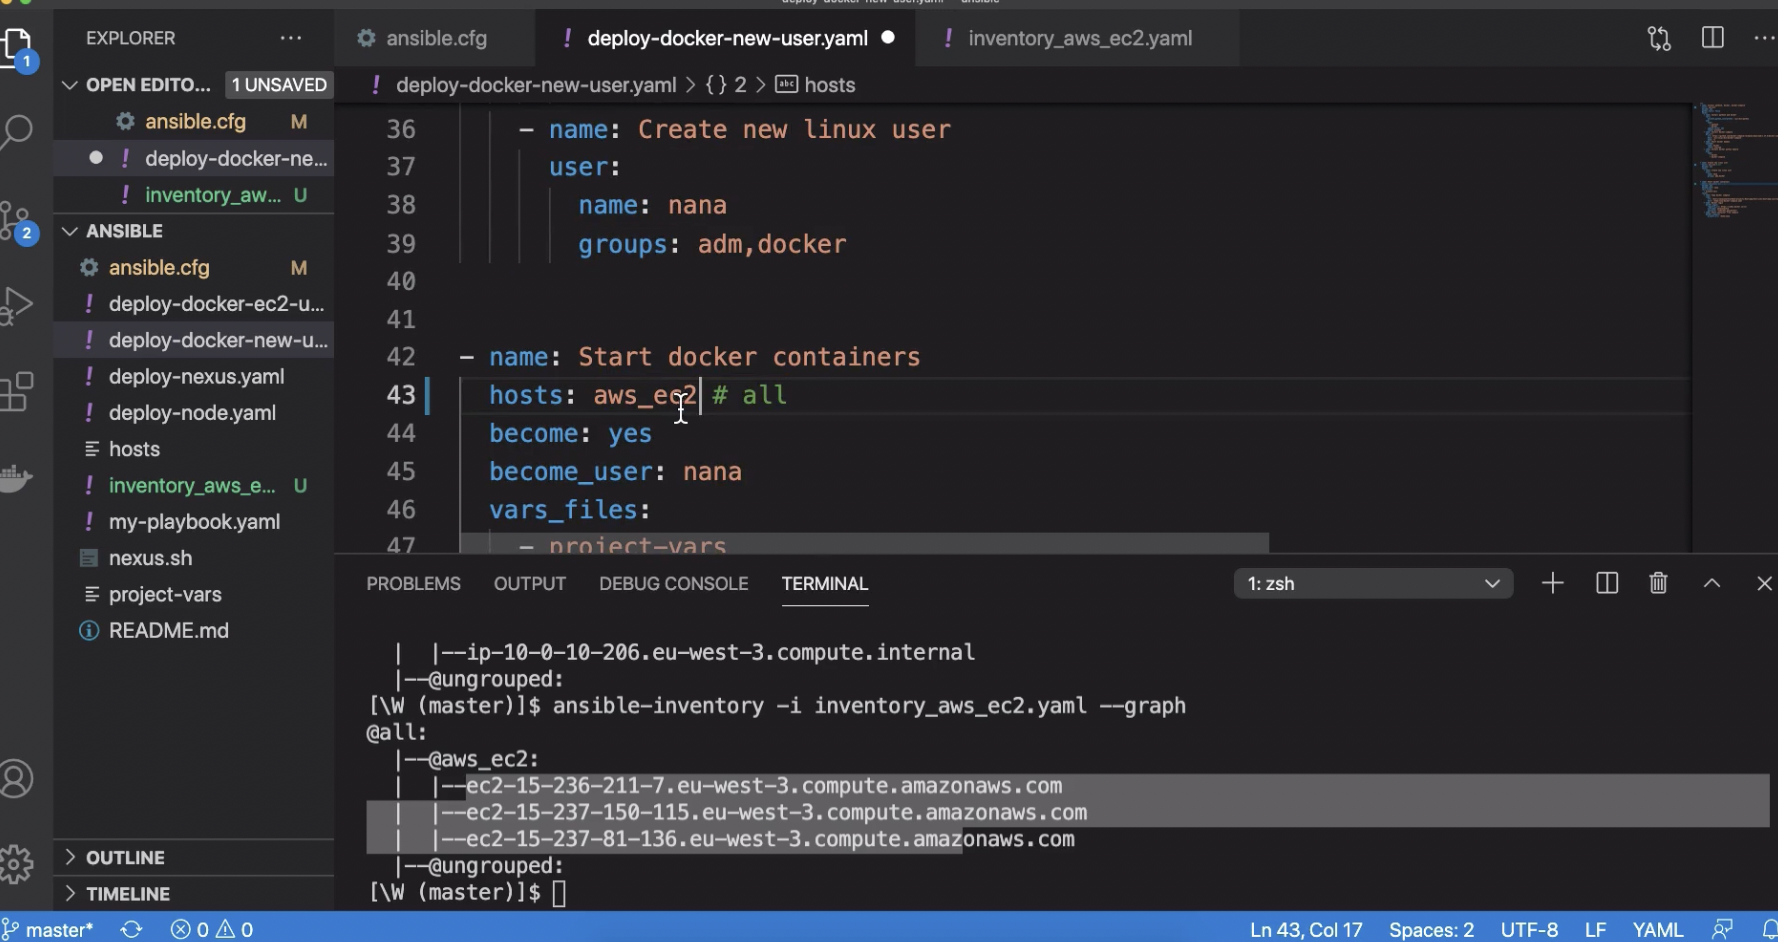 EXPLORER ···
1
OPEN EDITO... 1 UNSAVED
ansible.cfg M
! deploy-docker-ne...
! inventory_aw... U
2
ANSIBLE
ansible.cfg M
! deploy-docker-ec2-u...
! deploy-docker-new-u...
! deploy-nexus.yaml
! deploy-node.yaml
hosts
! inventory_aws_e... U
! my-playbook.yaml
nexus.sh
project-vars
README.md
OUTLINE
TIMELINE
ansible.cfg ! deploy-docker-new-user.yaml ● ! inventory_aws_ec2.yaml
! deploy-docker-new-user.yaml > {} 2 > abc hosts
36 - name: Create new linux user
37 user:
38 name: nana
39 groups: adm,docker
40
41
42 - name: Start docker containers
43 hosts: aws_ec2 # all
44 become: yes
45 become_user: nana
46 vars_files:
47 - project-vars
PROBLEMS OUTPUT DEBUG CONSOLE TERMINAL 1: zsh
| |--ip-10-0-10-206.eu-west-3.compute.internal
|--@ungrouped:
[\W (master)]$ ansible-inventory -i inventory_aws_ec2.yaml --graph
@all:
|--@aws_ec2:
| |--ec2-15-236-211-7.eu-west-3.compute.amazonaws.com
| |--ec2-15-237-150-115.eu-west-3.compute.amazonaws.com
| |--ec2-15-237-81-136.eu-west-3.compute.amazonaws.com
|--@ungrouped:
[\W (master)]$
master* 0 0 Ln 43, Col 17 Spaces: 2 UTF-8 LF YAML